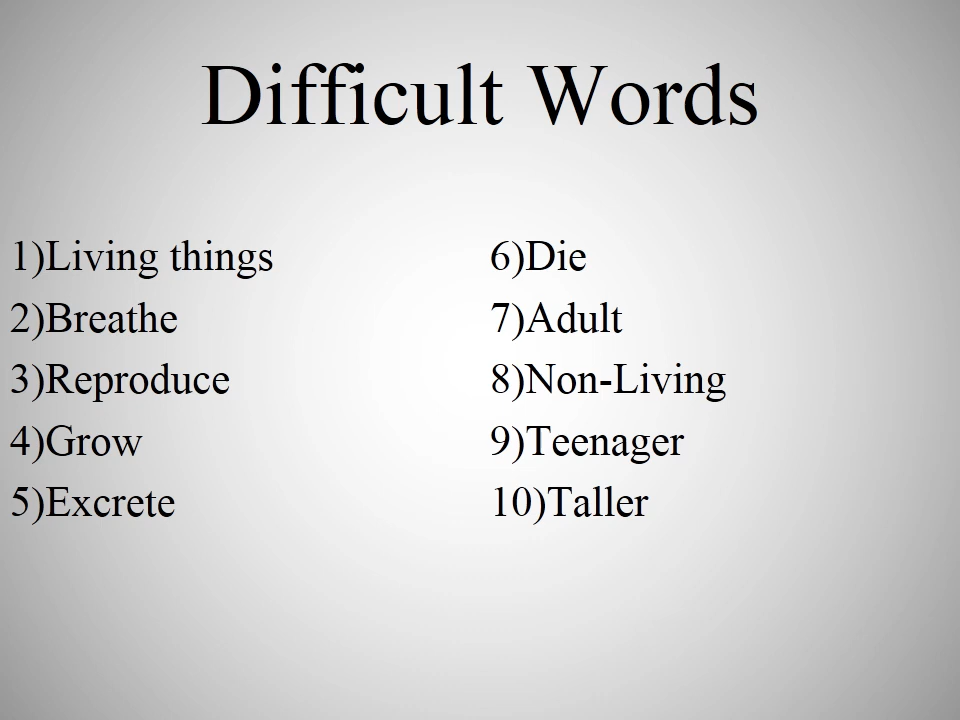 Difficult Words
1)Living things
2)Breathe
3)Reproduce
4)Grow
5)Excrete
6)Die
7)Adult
8)Non-Living
9)Teenager
10)Taller